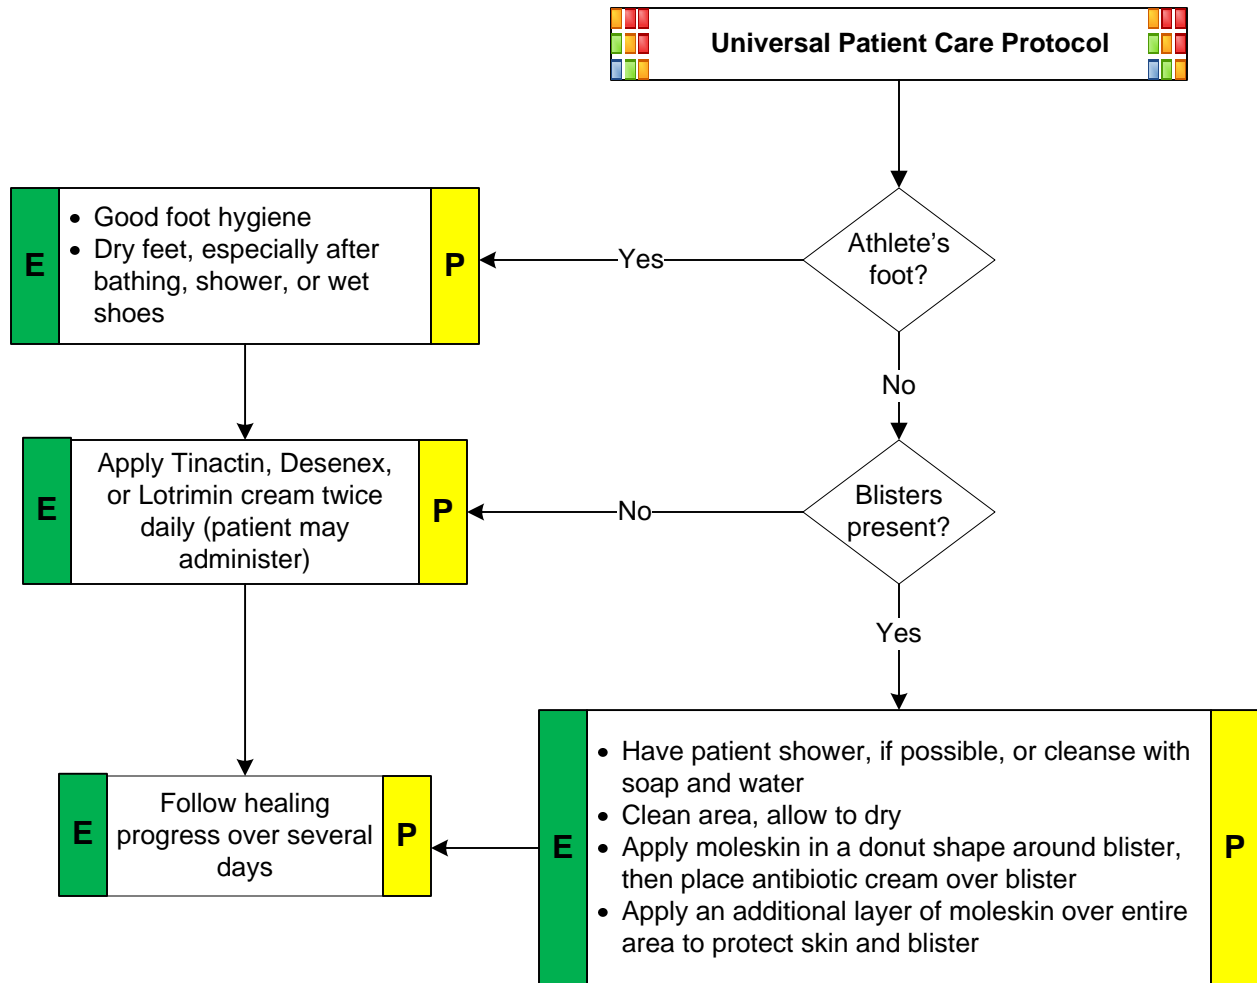 Universal Patient Care Protocol
Athlete's
foot?
Yes
E
• Good foot hygiene
• Dry feet, especially after
bathing, shower, or wet
shoes
P
No
Blisters
present?
No
E
Apply Tinactin, Desenex,
or Lotrimin cream twice
daily (patient may
administer)
P
Yes
E
• Have patient shower, if possible, or cleanse with
soap and water
• Clean area, allow to dry
• Apply moleskin in a donut shape around blister,
then place antibiotic cream over blister
• Apply an additional layer of moleskin over entire
area to protect skin and blister
P
E
Follow healing
progress over several
days
P